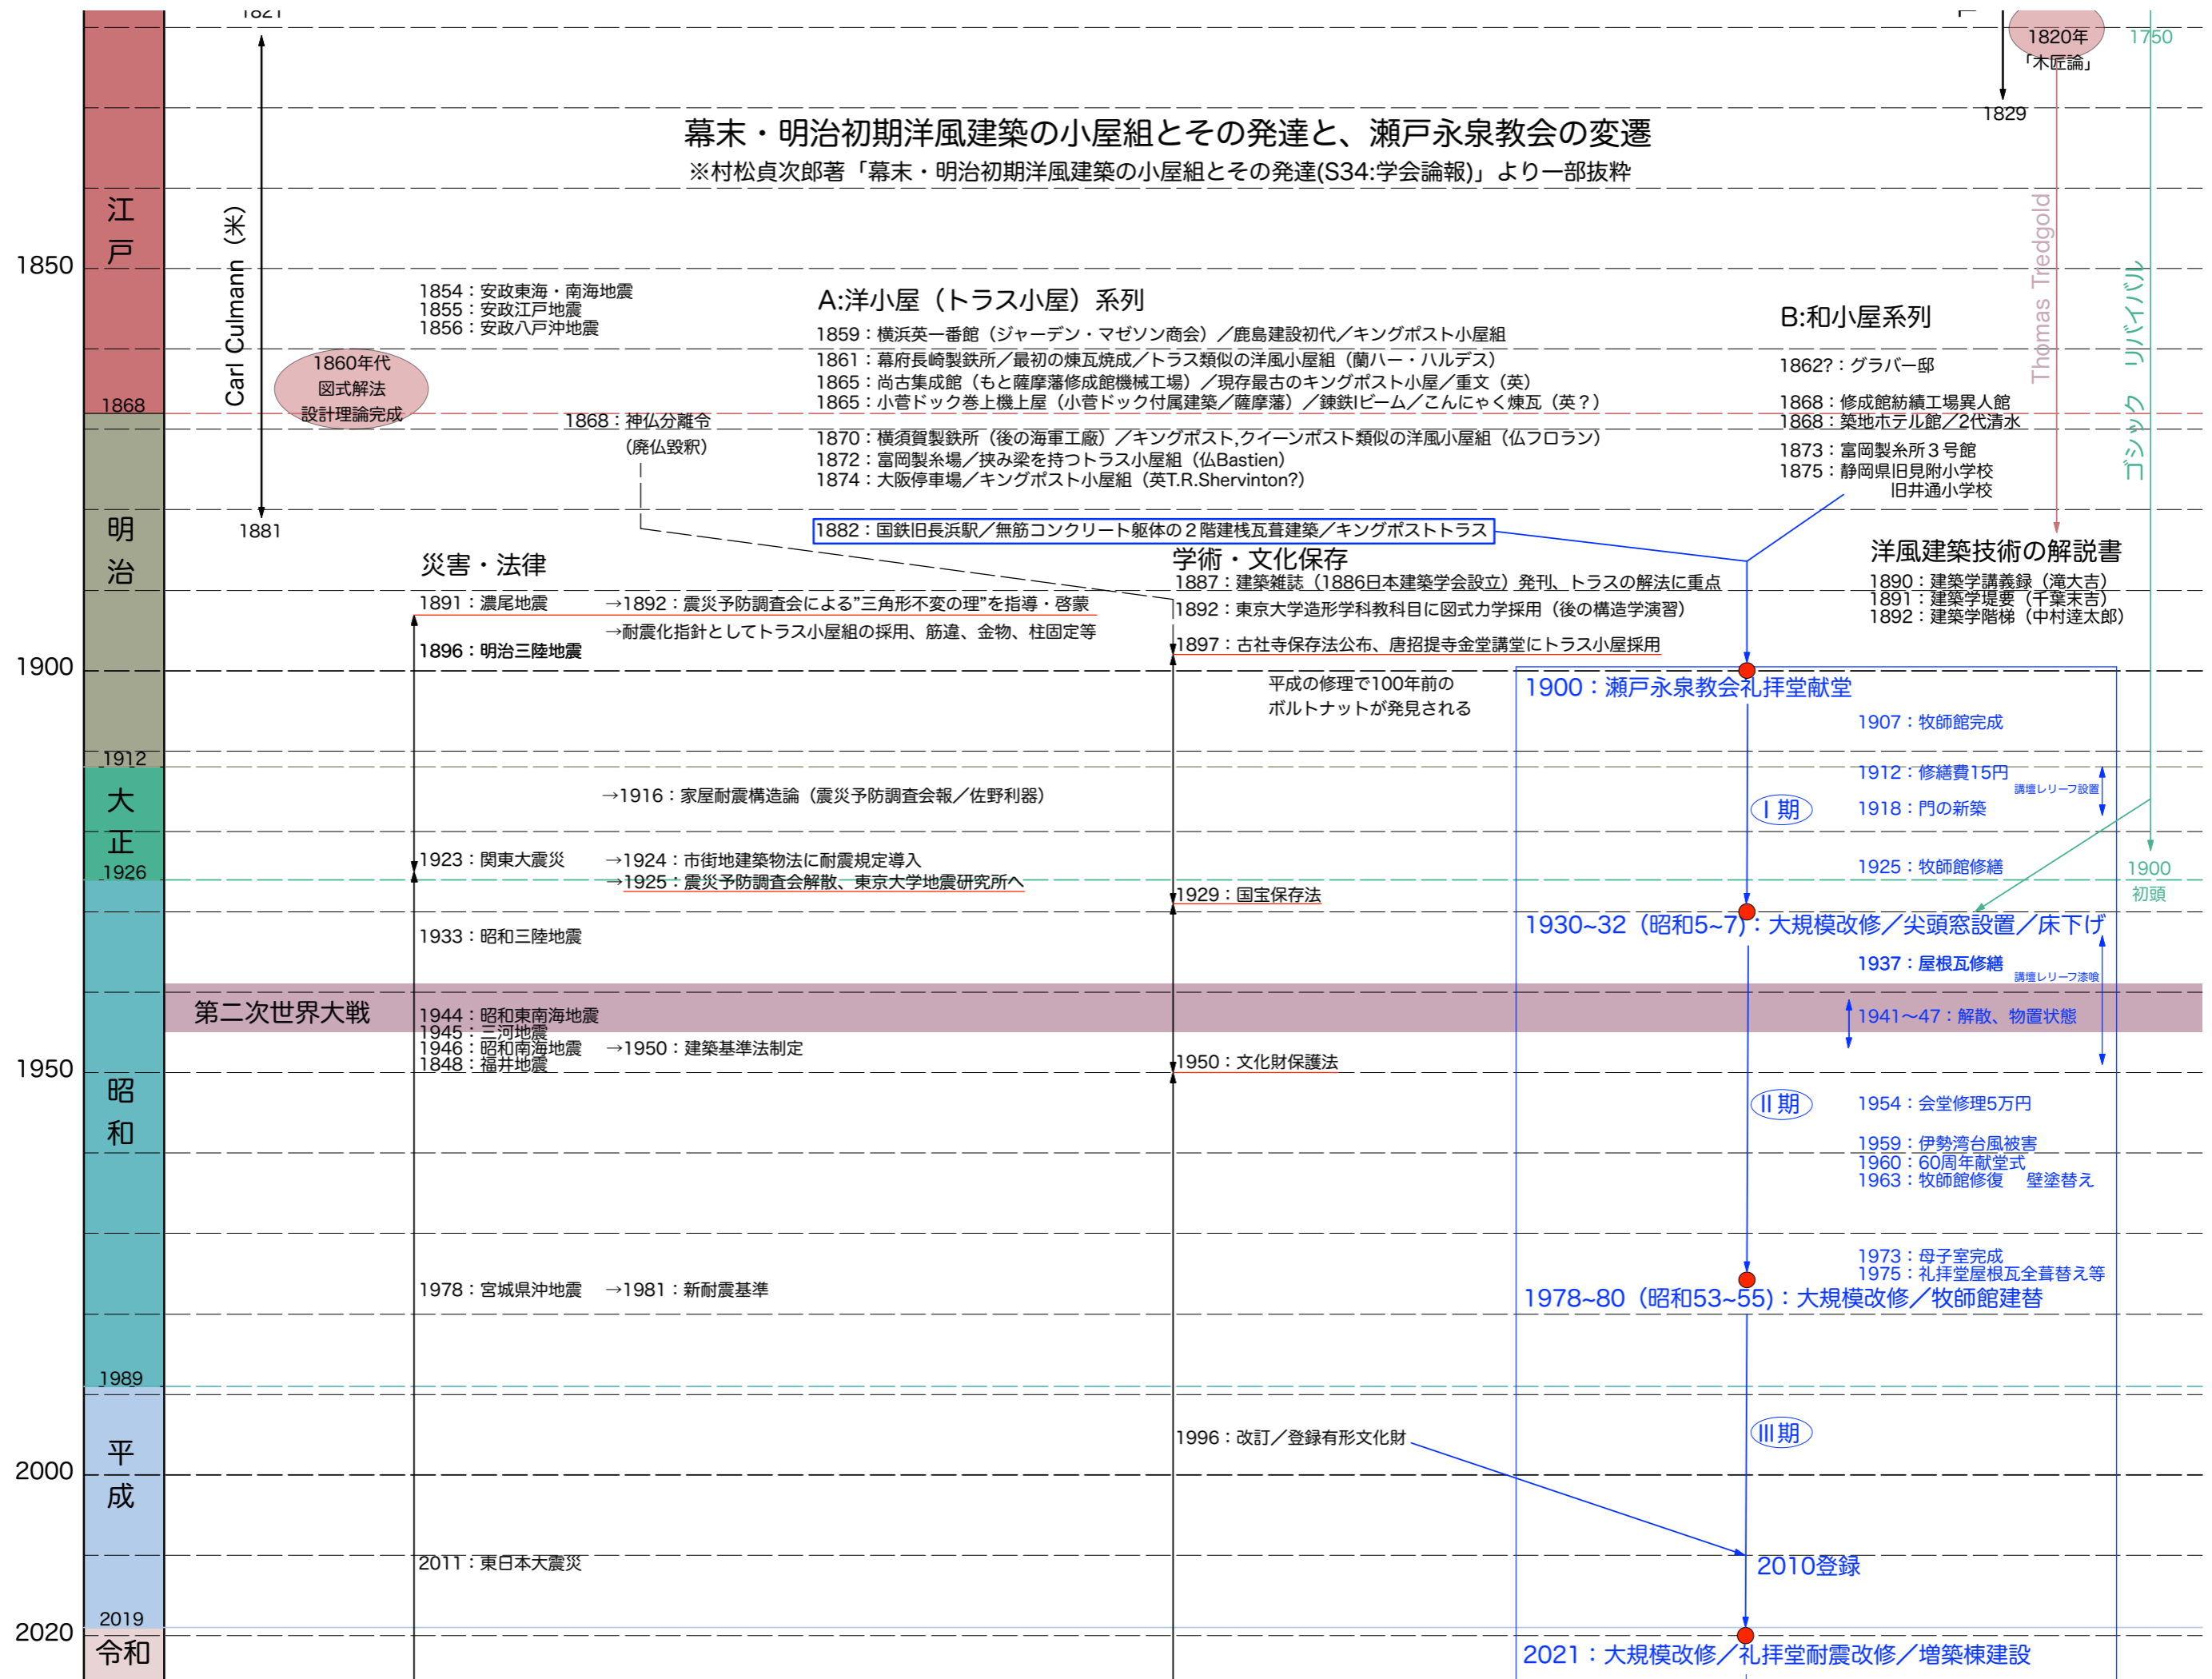 1821
1820年
「木匠論」
1750
1829
幕末・明治初期洋風建築の小屋組とその発達と、瀬戸永泉教会の変遷
※村松貞次郎著「幕末・明治初期洋風建築の小屋組とその発達(S34:学会論報)」より一部抜粋
江戸
1850
Carl Culmann（米）
Thomas Tredgold
ゴシック リバイバル
1860年代
図式解法
設計理論完成
1854：安政東海・南海地震
1855：安政江戸地震
1856：安政八戸沖地震
A:洋小屋（トラス小屋）系列
1859：横浜英一番館（ジャーデン・マゼソン商会）／鹿島建設初代／キングポスト小屋組
1861：幕府長崎製鉄所／最初の煉瓦焼成／トラス類似の洋風小屋組（蘭ハー・ハルデス）
1865：尚古集成館（もと薩摩藩修成館機械工場）／現存最古のキングポスト小屋／重文（英）
1865：小菅ドック巻上機上屋（小菅ドック付属建築／薩摩藩）／錬鉄Iビーム／こんにゃく煉瓦（英？）
1870：横須賀製鉄所（後の海軍工廠）／キングポスト,クイーンポスト類似の洋風小屋組（仏フロラン）
1872：富岡製糸場／挟み梁を持つトラス小屋組（仏Bastien）
1874：大阪停車場／キングポスト小屋組（英T.R.Shervinton?）
1882：国鉄旧長浜駅／無筋コンクリート躯体の２階建桟瓦葺建築／キングポストトラス
B:和小屋系列
1862?：グラバー邸
1868：修成館紡績工場異人館
1868：築地ホテル館／2代清水
1873：富岡製糸所３号館
1875：静岡県旧見附小学校
旧井通小学校
1868
1868：神仏分離令
（廃仏毀釈）
1881
明治
災害・法律
1891：濃尾地震　→1892：震災予防調査会による”三角形不変の理”を指導・啓蒙
→耐震化指針としてトラス小屋組の採用、筋違、金物、柱固定等
1896：明治三陸地震
学術・文化保存
1887：建築雑誌（1886日本建築学会設立）発刊、トラスの解法に重点
1892：東京大学造形学科教科目に図式力学採用（後の構造学演習）
1897：古社寺保存法公布、唐招提寺金堂講堂にトラス小屋採用
平成の修理で100年前の
ボルトナットが発見される
洋風建築技術の解説書
1890：建築学講義録（滝大吉）
1891：建築学堤要（千葉末吉）
1892：建築学階梯（中村達太郎）
1900
1900：瀬戸永泉教会礼拝堂献堂
1907：牧師館完成
1912
大正
1912：修繕費15円
講壇レリーフ設置
→1916：家屋耐震構造論（震災予防調査会報／佐野利器）
Ⅰ期
1918：門の新築
1923：関東大震災　→1924：市街地建築物法に耐震規定導入
→1925：震災予防調査会解散、東京大学地震研究所へ
1925：牧師館修繕
1900
初頭
1926
1929：国宝保存法
1930~32（昭和5~7)：大規模改修／尖頭窓設置／床下げ
1933：昭和三陸地震
1937：屋根瓦修繕
講壇レリーフ漆喰
第二次世界大戦
1944：昭和東南海地震
1945：三河地震
1946：昭和南海地震　→1950：建築基準法制定
1848：福井地震
1941〜47：解散、物置状態
1950
1950：文化財保護法
昭和
Ⅱ期
1954：会堂修理5万円
1959：伊勢湾台風被害
1960：60周年献堂式
1963：牧師館修復　壁塗替え
1973：母子室完成
1975：礼拝堂屋根瓦全葺替え等
1978：宮城県沖地震　→1981：新耐震基準
1978~80（昭和53~55)：大規模改修／牧師館建替
1989
平成
1996：改訂／登録有形文化財
Ⅲ期
2000
2011：東日本大震災
2010登録
2019
2020
令和
2021：大規模改修／礼拝堂耐震改修／増築棟建設